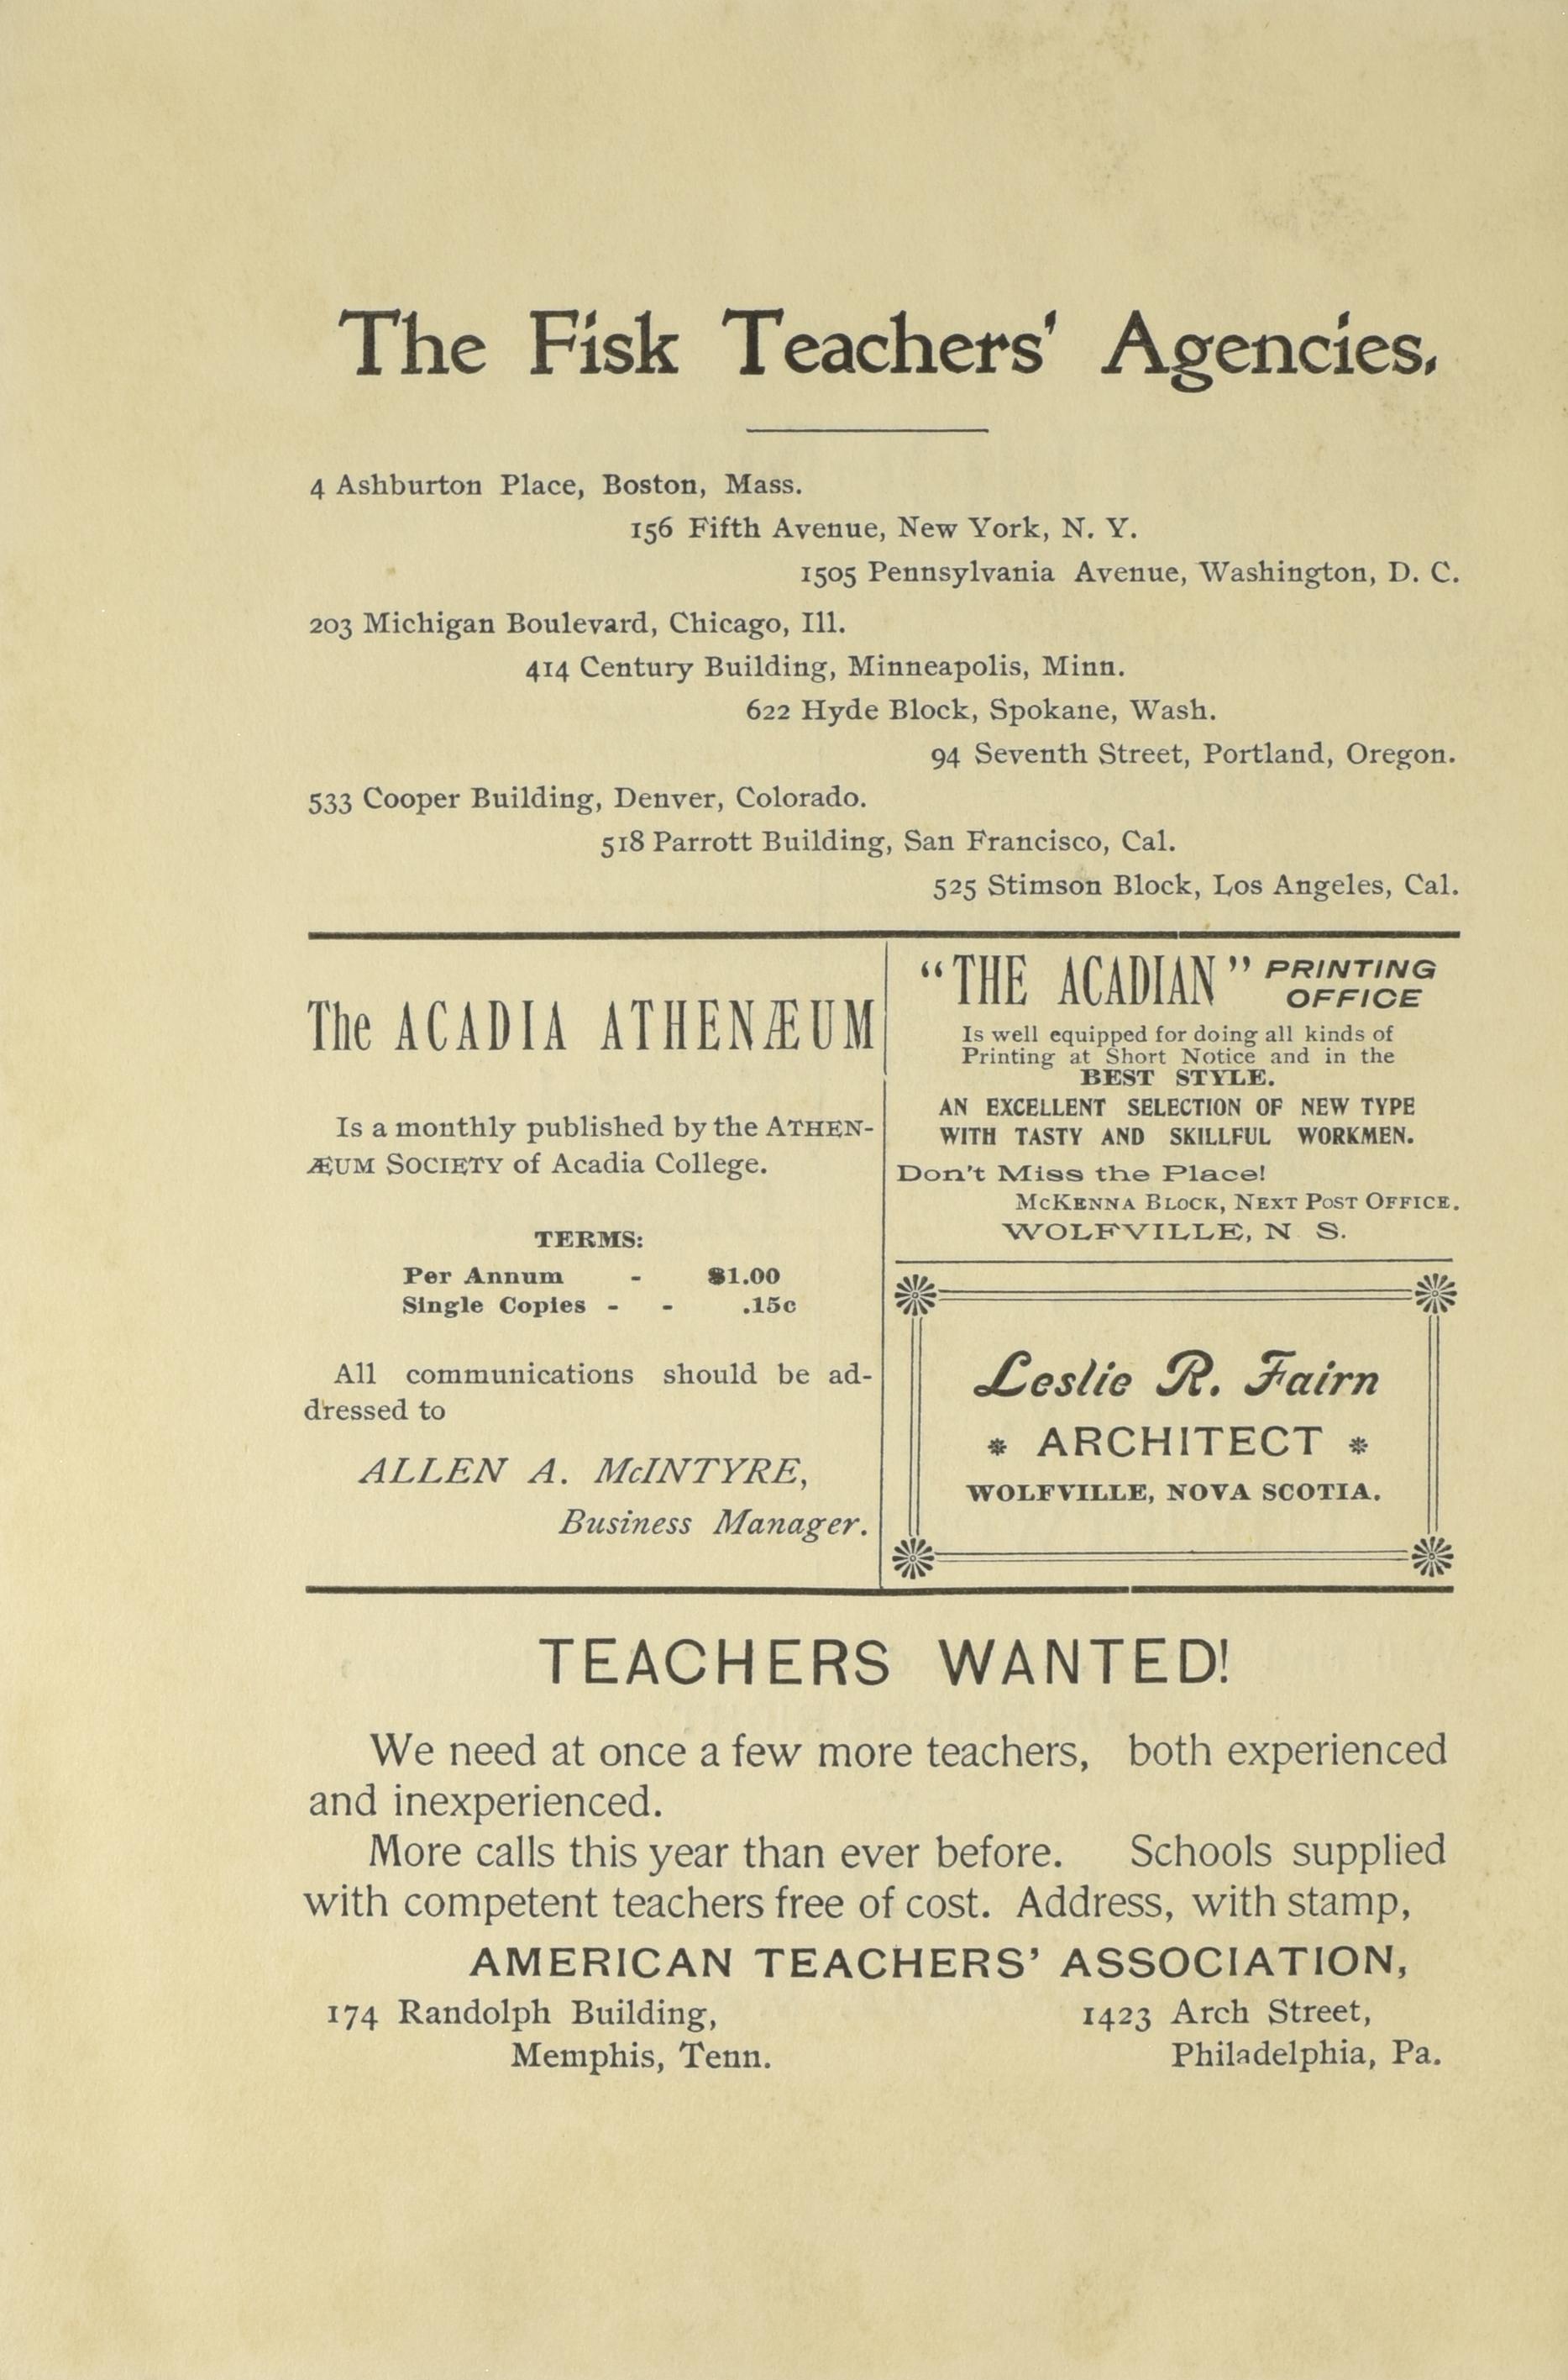 The Fisk Teachers' Agencies,
4 Ashburton Place, Boston, Mass.
156 Fifth Avenue, New York, N. Y.
1505 Pennsylvania Avenue, Washington, D. C.
203 Michigan Boulevard, Chicago, Ill.
414 Century Building, Minneapolis, Minn.
622 Hyde Block, Spokane, Wash.
94 Seventh Street, Portland, Oregon.
533 Cooper Building, Denver, Colorado.
518 Parrott Building, San Francisco, Cal.
525 Stimson Block, Los Angeles, Cal.
The ACADIA ATHENÆUM
Is a monthly published by the ATHEN-
ÆUM SOCIETY of Acadia College.
TERMS:
Per Annum - $1.00
Single Copies - - .15c
All communications should be ad-
dressed to
ALLEN A. McINTYRE,
Business Manager.
"THE ACADIAN" PRINTING
OFFICE
Is well equipped for doing all kinds of
Printing at Short Notice and in the
BEST STYLE.
AN EXCELLENT SELECTION OF NEW TYPE
WITH TASTY AND SKILLFUL WORKMEN.
Don't Miss the Place!
McKENNA BLOCK, NEXT POST OFFICE.
WOLFVILLE, N S.
Leslie R. Fairn
* ARCHITECT *
WOLFVILLE, NOVA SCOTIA.
TEACHERS WANTED!
We need at once a few more teachers, both experienced
and inexperienced.
More calls this year than ever before. Schools supplied
with competent teachers free of cost. Address, with stamp,
AMERICAN TEACHERS' ASSOCIATION,
174 Randolph Building,
Memphis, Tenn.
1423 Arch Street,
Philadelphia, Pa.